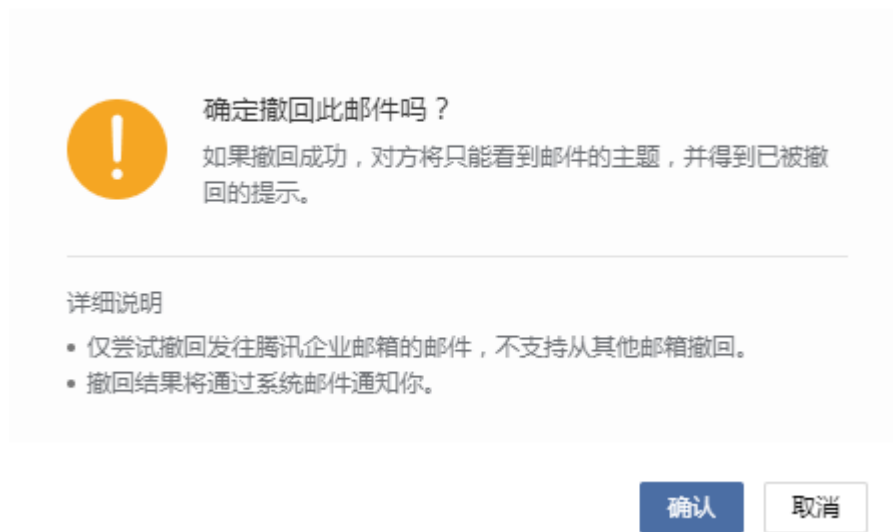 确定撤回此邮件吗？
如果撤回成功，对方将只能看到邮件的主题，并得到已被撤
回的提示。
详细说明
• 仅尝试撤回发往腾讯企业邮箱的邮件，不支持从其他邮箱撤回。
• 撤回结果将通过系统邮件通知你。
确认 取消